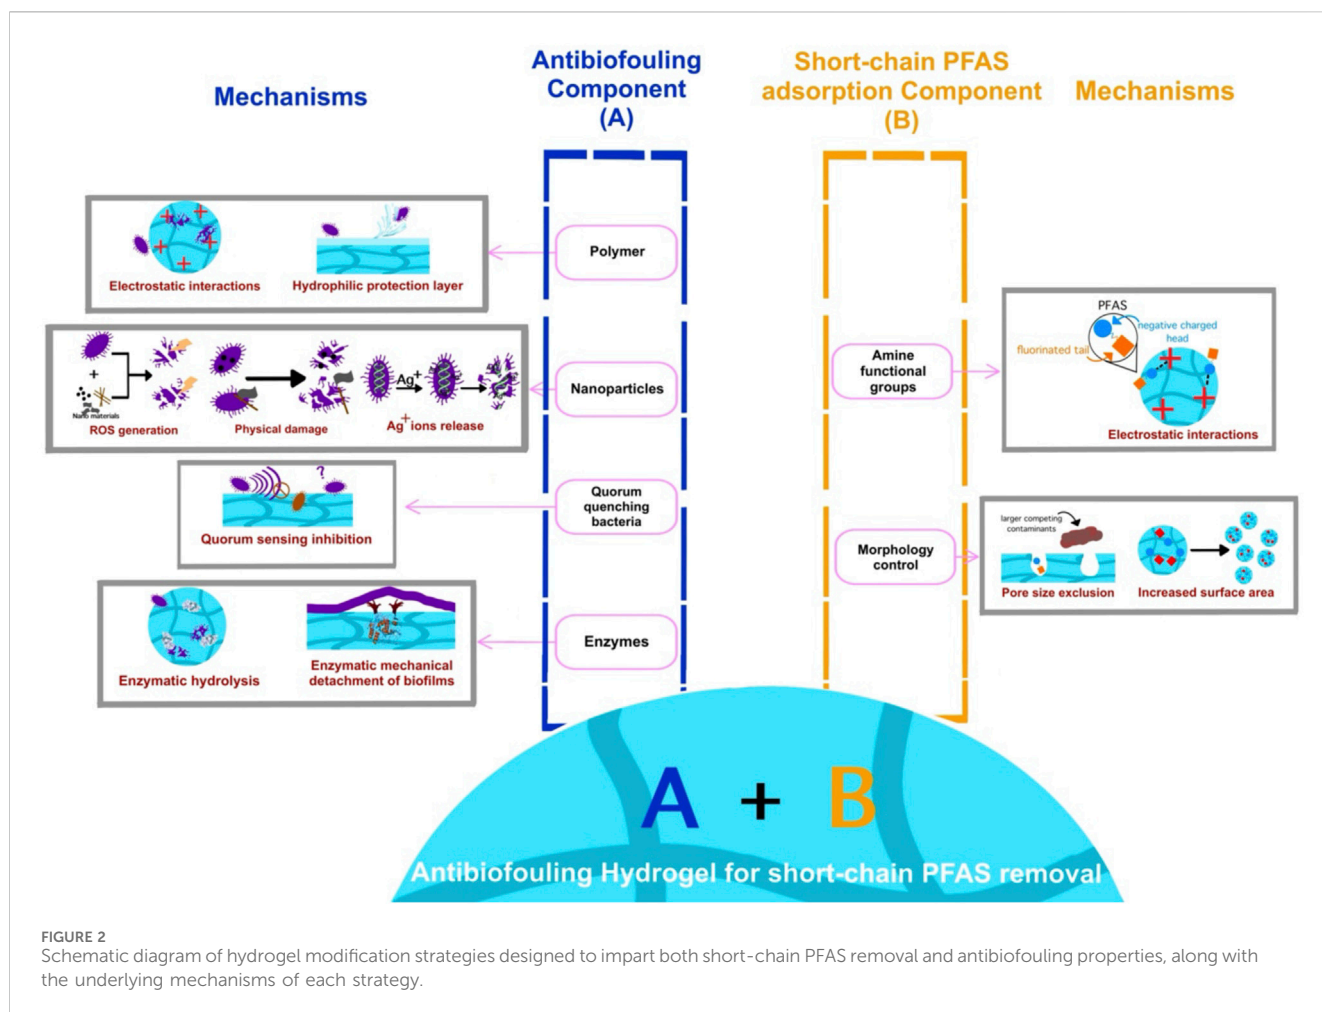 Mechanisms
Antibiofouling
Component
(A)
Short-chain PFAS
adsorption Component
(B)
Mechanisms
Polymer
Electrostatic interactions
Hydrophilic protection layer
Nanoparticles
+
Nano materials
ROS generation
Physical damage
Ag+
Ag+ ions release
Quorum
quenching
bacteria
?
Quorum sensing inhibition
Enzymes
Enzymatic hydrolysis
Enzymatic mechanical
detachment of biofilms
Amine
functional
groups
PFAS
negative charged
head
fluorinated tail
Electrostatic interactions
Morphology
control
larger competing
contaminants
Pore size exclusion
Increased surface area
A + B
Antibiofouling Hydrogel for short-chain PFAS removal
FIGURE 2
Schematic diagram of hydrogel modification strategies designed to impart both short-chain PFAS removal and antibiofouling properties, along with
the underlying mechanisms of each strategy.